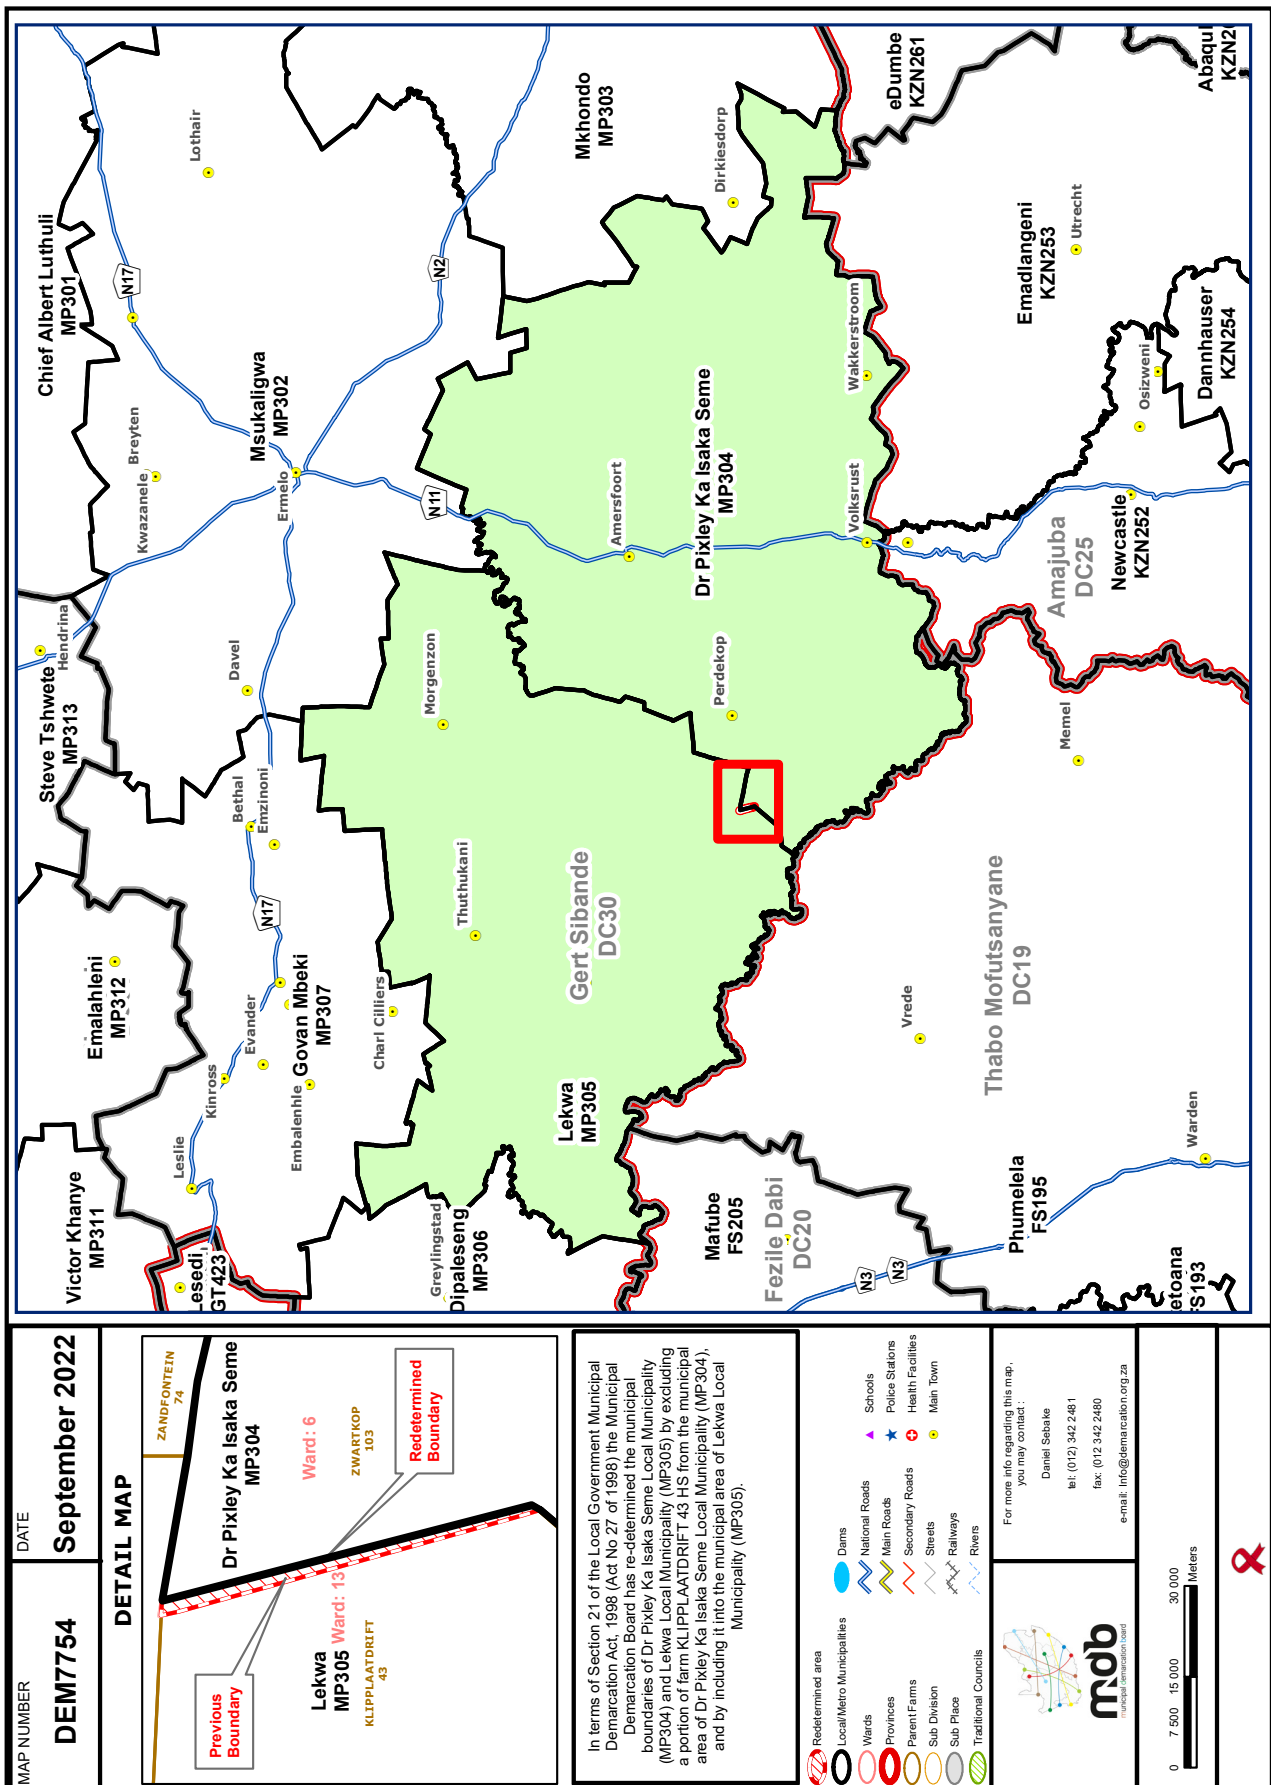 MAP NUMBER
DEM7754
DATE
September 2022
DETAIL MAP
ZANDFONTEIN
74
Dr Pixley Ka Isaka Seme
MP304
Ward: 6
ZWARTKOP
103
Redetermined
Boundary
Previous
Boundary
Lekwa
MP305
Ward: 13
KLIPPLAATDRIFT
43
In terms of Section 21 of the Local Government Municipal
Demarcation Act, 1998 (Act No 27 of 1998) the Municipal
Demarcation Board has re-determined the municipal
boundaries of Dr Pixley Ka Isaka Seme Local Municipality
(MP304) and Lekwa Local Municipality (MP305) by excluding
a portion of farm KLIPPLAATDRIFT 43 HS from the municipal
area of Dr Pixley Ka Isaka Seme Local Municipality (MP304),
and by including it into the municipal area of Lekwa Local
Municipality (MP305).
Redetermined area
Local/Metro Municipalities
Wards
Provinces
Parent Farms
Sub Division
Sub Place
Traditional Councils
Dams
National Roads
Main Roads
Secondary Roads
Streets
Railways
Rivers
Schools
Police Stations
Health Facilities
Main Town
mdb
municipal demarcation board
For more info regarding this map,
you may contact :
Daniel Sebake
tel: (012) 342 2481
fax: (012 342 2480
e-mail: Info@demarcation.org.za
0 7 500 15 000 30 000
Meters
Victor Khanye
MP311
Emalahleni
MP312
Steve Tshwete
MP313
Hendrina
Chief Albert Luthuli
MP301
N17
Lothair
Breyten
Kwazanele
Msukaligwa
MP302
Ermelo
N2
N11
Davel
Bethal
Emzinoni
N17
Leslie
Kinross
Evander
Govan Mbeki
MP307
Embalenhle
Charl Cilliers
Lesedi
GT423
Greylingstad
Dipaleseng
MP306
Morgenzon
Thuthukani
Gert Sibande
DC30
Lekwa
MP305
Amersfoort
Dr Pixley Ka Isaka Seme
MP304
Perdekop
Volksrust
Wakkerstroom
Mkhondo
MP303
Dirkiesdorp
eDumbe
KZN261
Abaqul
KZN26
Emadlangeni
KZN253
Utrecht
Dannhauser
KZN254
Osizweni
Newcastle
KZN252
Amajuba
DC25
Memel
Vrede
Thabo Mofutsanyane
DC19
Mafube
FS205
Fezile Dabi
DC20
N3
N3
Phumelela
FS195
Warden
etoana
FS193